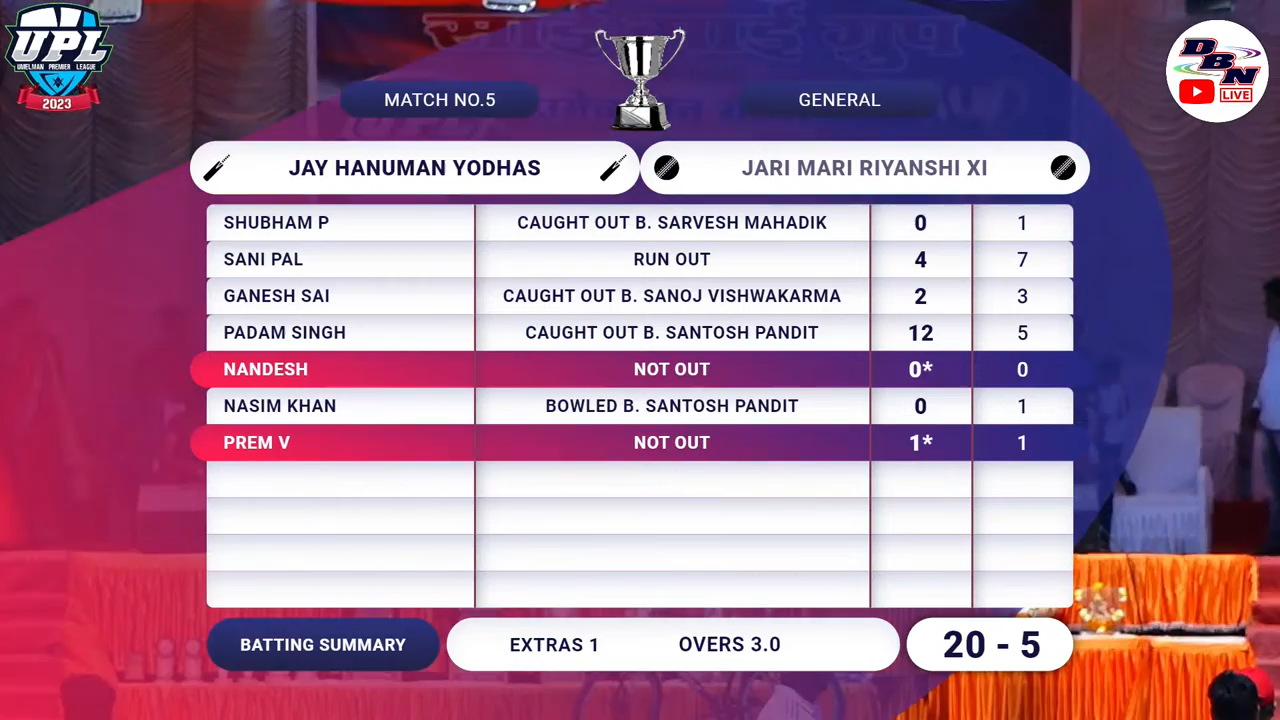 UPL
UMELMAN PREMIER LEAGUE
2023
DBN
LIVE
MATCH NO.5
GENERAL
JAY HANUMAN YODHAS
JARI MARI RIYANSHI XI
SHUBHAM P CAUGHT OUT B. SARVESH MAHADIK 0 1
SANI PAL RUN OUT 4 7
GANESH SAI CAUGHT OUT B. SANOJ VISHWAKARMA 2 3
PADAM SINGH CAUGHT OUT B. SANTOSH PANDIT 12 5
NANDESH NOT OUT 0* 0
NASIM KHAN BOWLED B. SANTOSH PANDIT 0 1
PREM V NOT OUT 1* 1
BATTING SUMMARY EXTRAS 1 OVERS 3.0 20 - 5